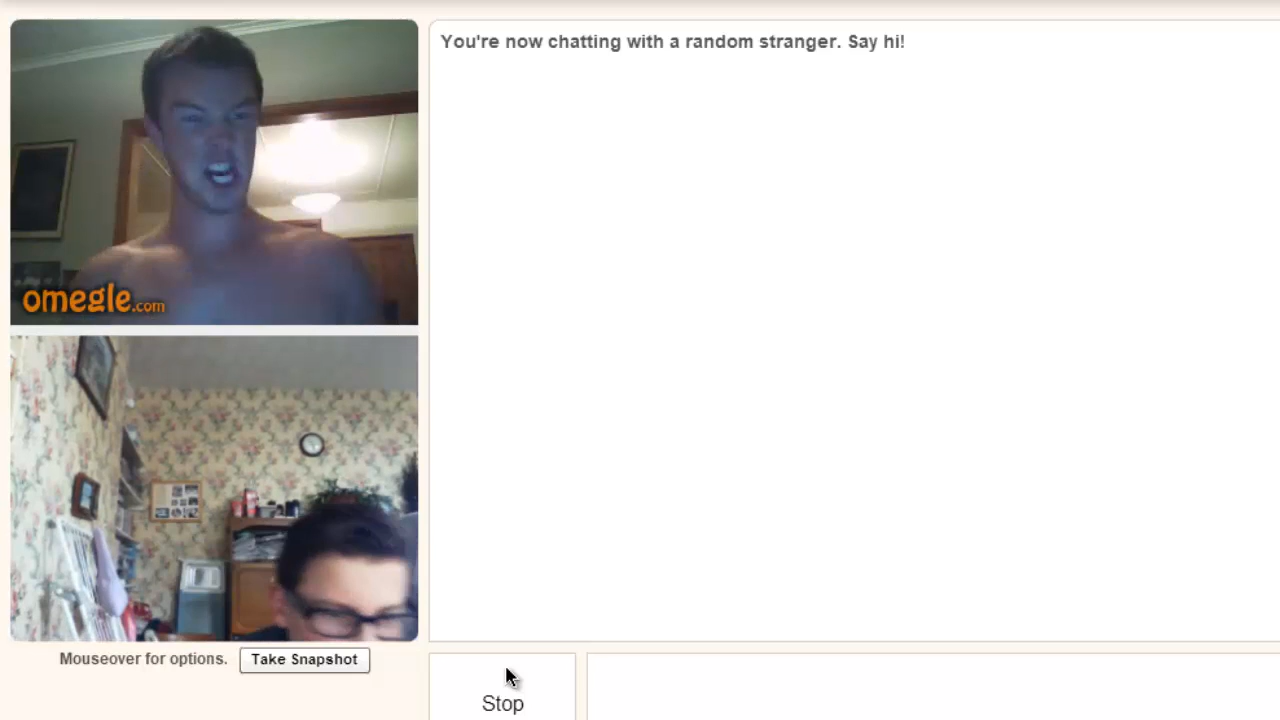 You're now chatting with a random stranger. Say hi!
omegle.com
Mouseover for options.
Take Snapshot
Stop